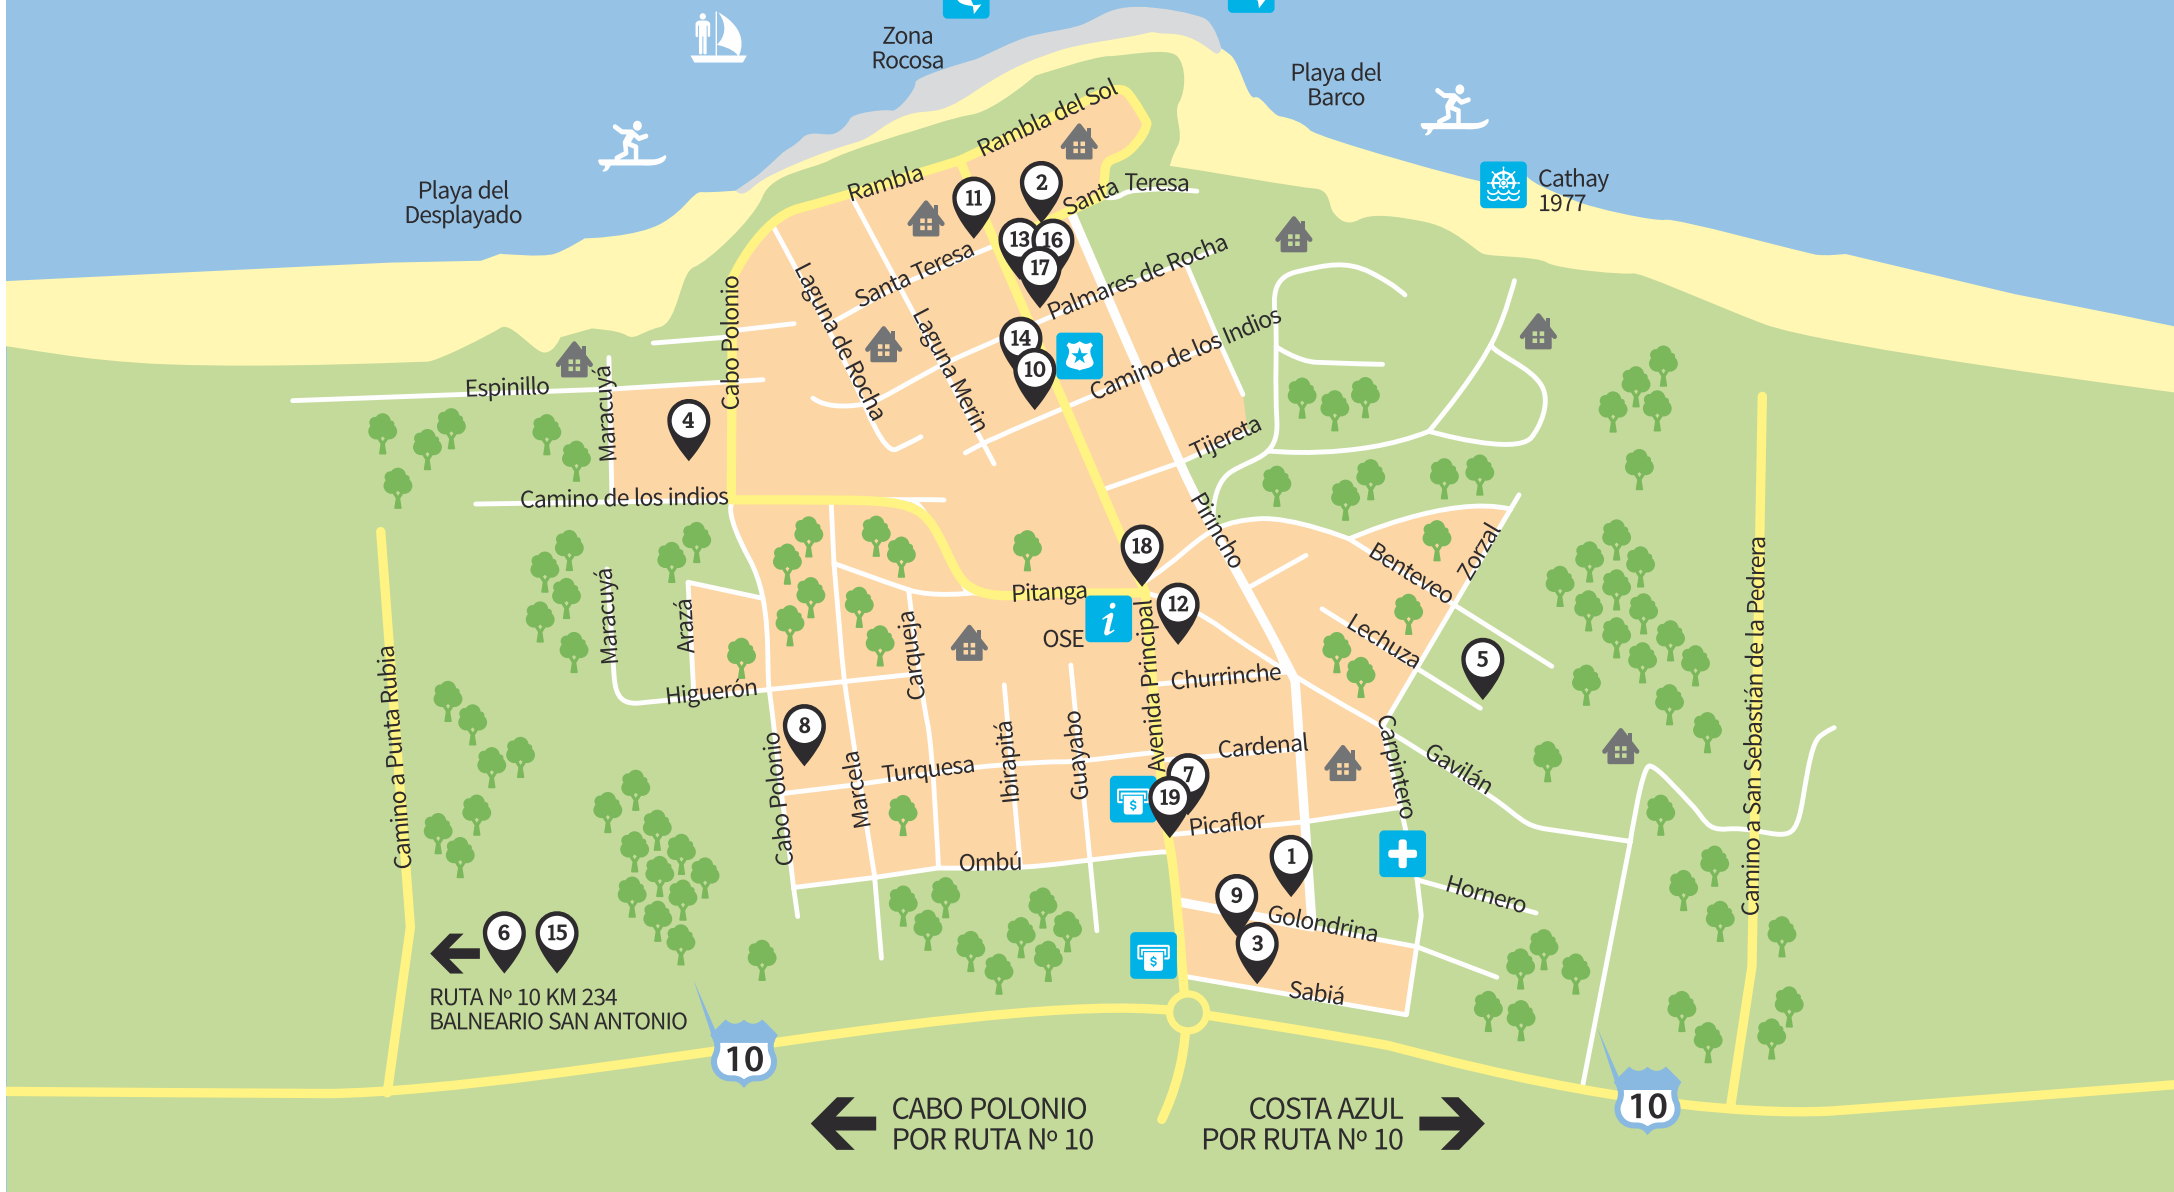 Zona
Rocosa
Playa del
Barco
Playa del
Desplayado
Cathay
1977
Rambla del Sol
Rambla
Santa Teresa
2
11
13
16
17
Santa Teresa
Palmares de Rocha
Laguna de Rocha
Laguna Merin
Cabo Polonio
14
10
Camino de los Indios
Espinillo
Maracuyá
4
Tijereta
Camino de los indios
Pirincho
18
Benteveo
Zorzal
Pitanga
i
12
OSE
Avenida Principal
Lechuza
5
Maracuyá
Arazá
Carqueja
Higuerón
Churrinche
Camino a Punta Rubia
Camino a San Sebastián de la Pedrera
8
Cabo Polonio
Marcela
Turquesa
Ibirapitá
Guayabo
Cardenal
Carpintero
Gavilán
7
$
19
Picaflor
Ombú
1
9
Hornero
Golondrina
3
$
Sabiá
6
15
RUTA Nº 10 KM 234
BALNEARIO SAN ANTONIO
10
10
CABO POLONIO
POR RUTA Nº 10
COSTA AZUL
POR RUTA Nº 10